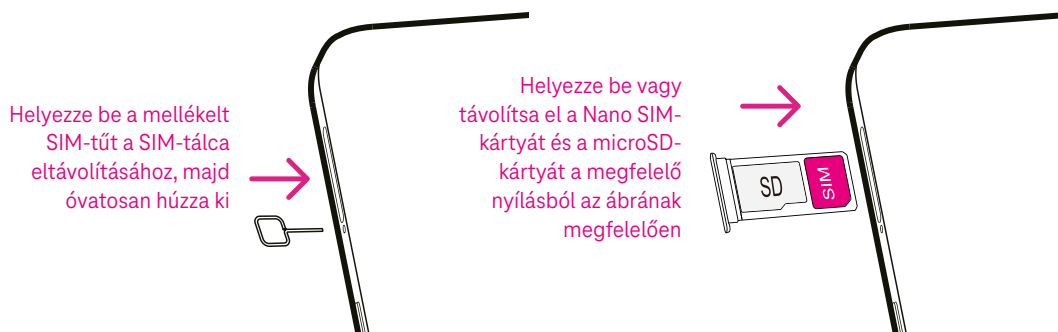 Helyezze be a mellékelt
SIM-tűt a SIM-tálca
eltávolításához, majd
óvatosan húzza ki
Helyezze be vagy
távolítsa el a Nano SIM-
kártyát és a microSD-
kártyát a megfelelő
nyílásból az ábrának
megfelelően
SD
SIM